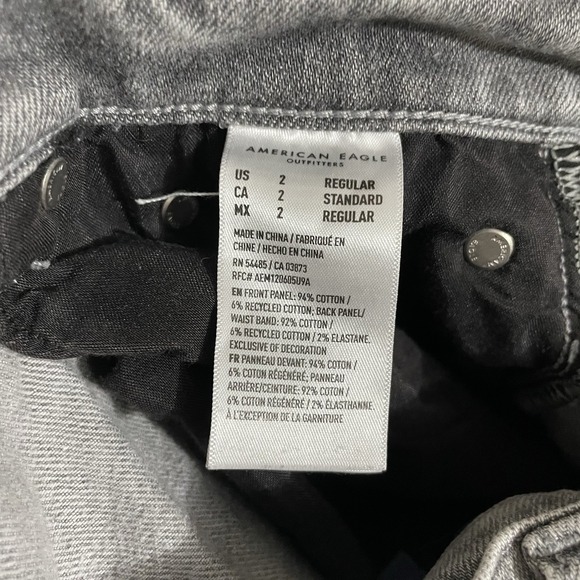 AMERICAN EAGLE
OUTFITTERS
US 2 REGULAR
CA 2 STANDARD
MX 2 REGULAR
MADE IN CHINA / FABRIQUÉ EN
CHINE / HECHO EN CHINA
RN 54485 / CA 03873
RFC# AEM120605U9A
EN FRONT PANEL: 94% COTTON /
6% RECYCLED COTTON; BACK PANEL/
WAIST BAND: 92% COTTON /
6% RECYCLED COTTON / 2% ELASTANE.
EXCLUSIVE OF DECORATION
FR PANNEAU DEVANT: 94% COTON /
6% COTON RÉGÉNÉRÉ; PANNEAU
ARRIÈRE/CEINTURE: 92% COTON /
6% COTON RÉGÉNÉRÉ / 2% ÉLASTHANNE.
À L'EXCEPTION DE LA GARNITURE
AMERICAN
EAGLE